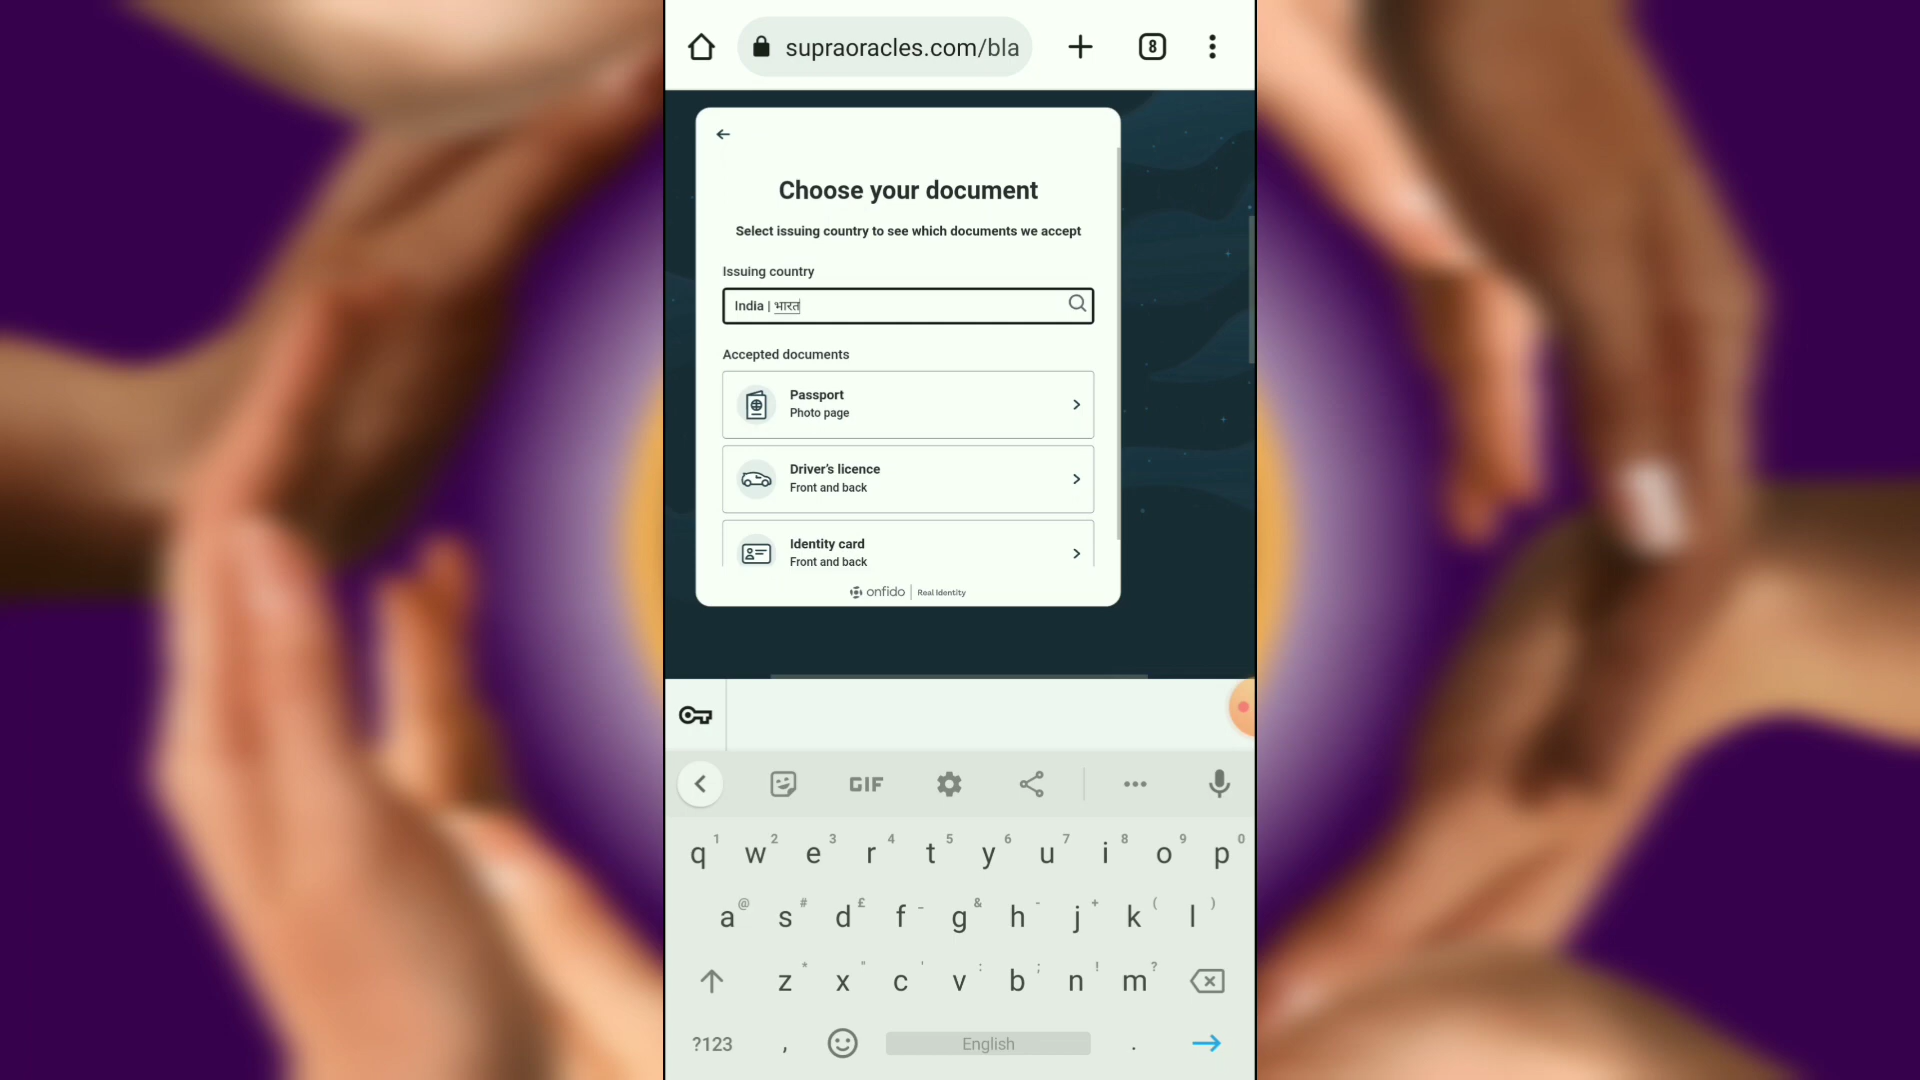 supraoracles.com/bla
8
Choose your document
Select issuing country to see which documents we accept
Issuing country
India | भारत
Accepted documents
Passport
Photo page
Driver's licence
Front and back
Identity card
Front and back
onfido | Real Identity
GIF
1 2 3 4 5 6 7 8 9 0
q w e r t y u i o p
@ # £ _ & - + ( )
a s d f g h j k l
* " ' : ; ! ?
z x c v b n m
?123 , English .